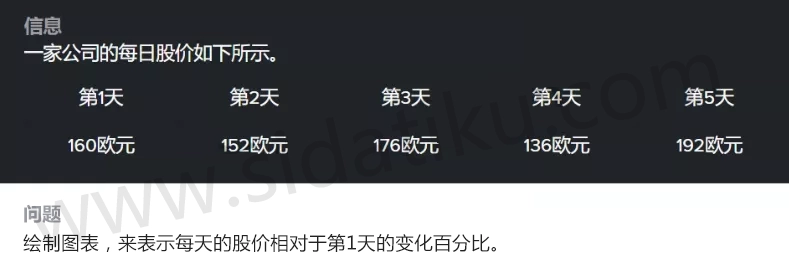 信息
一家公司的每日股价如下所示。
第1天 第2天 第3天 第4天 第5天
160欧元 152欧元 176欧元 136欧元 192欧元
www.sidatiku.com
问题
绘制图表，来表示每天的股价相对于第1天的变化百分比。